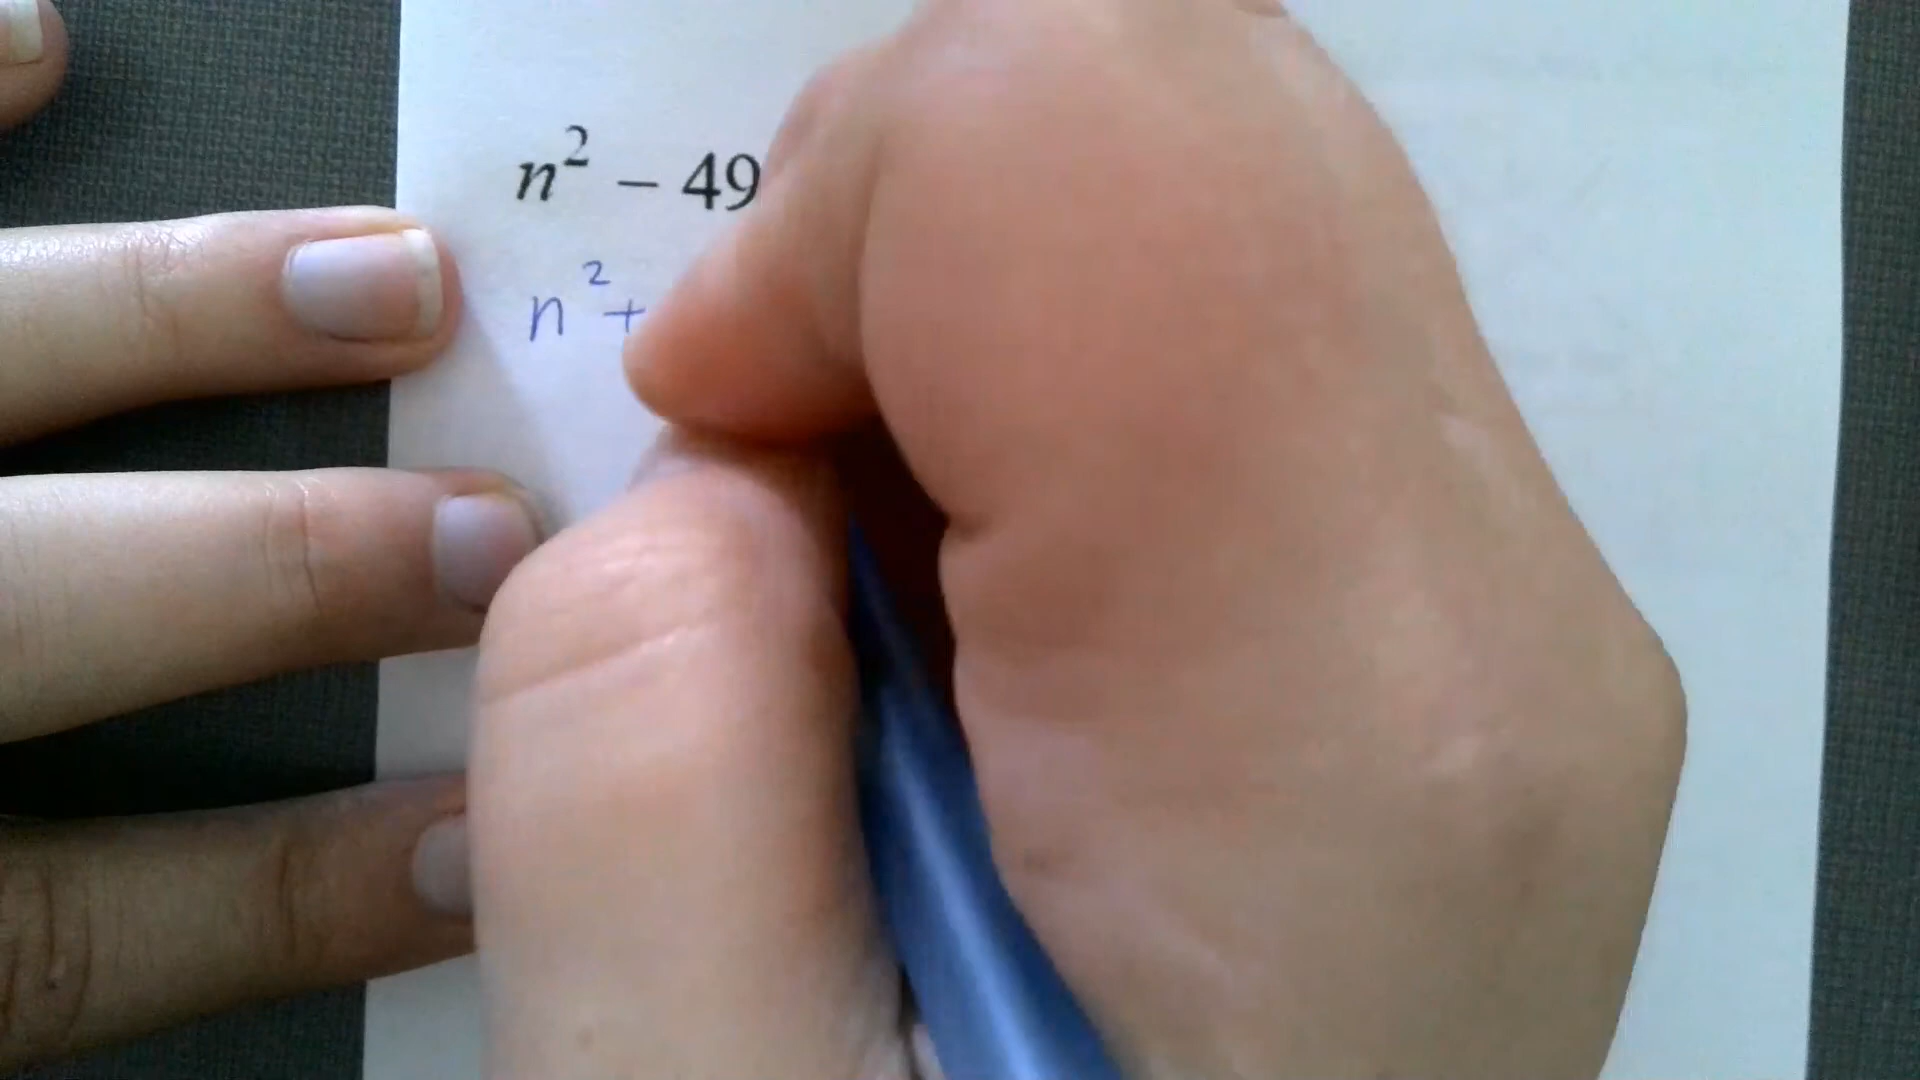 n² – 49
n² +